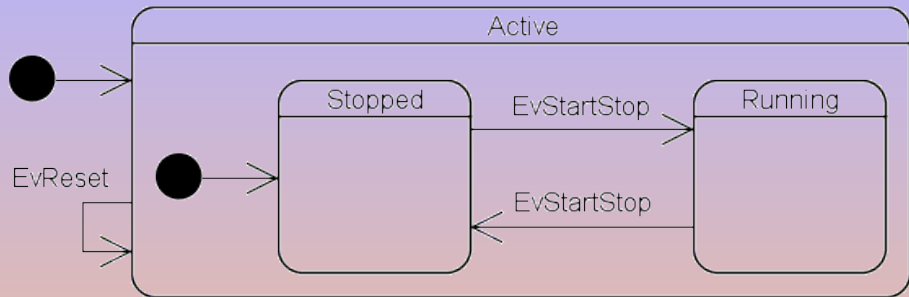 Active
Stopped
EvStartStop
Running
EvReset
EvStartStop